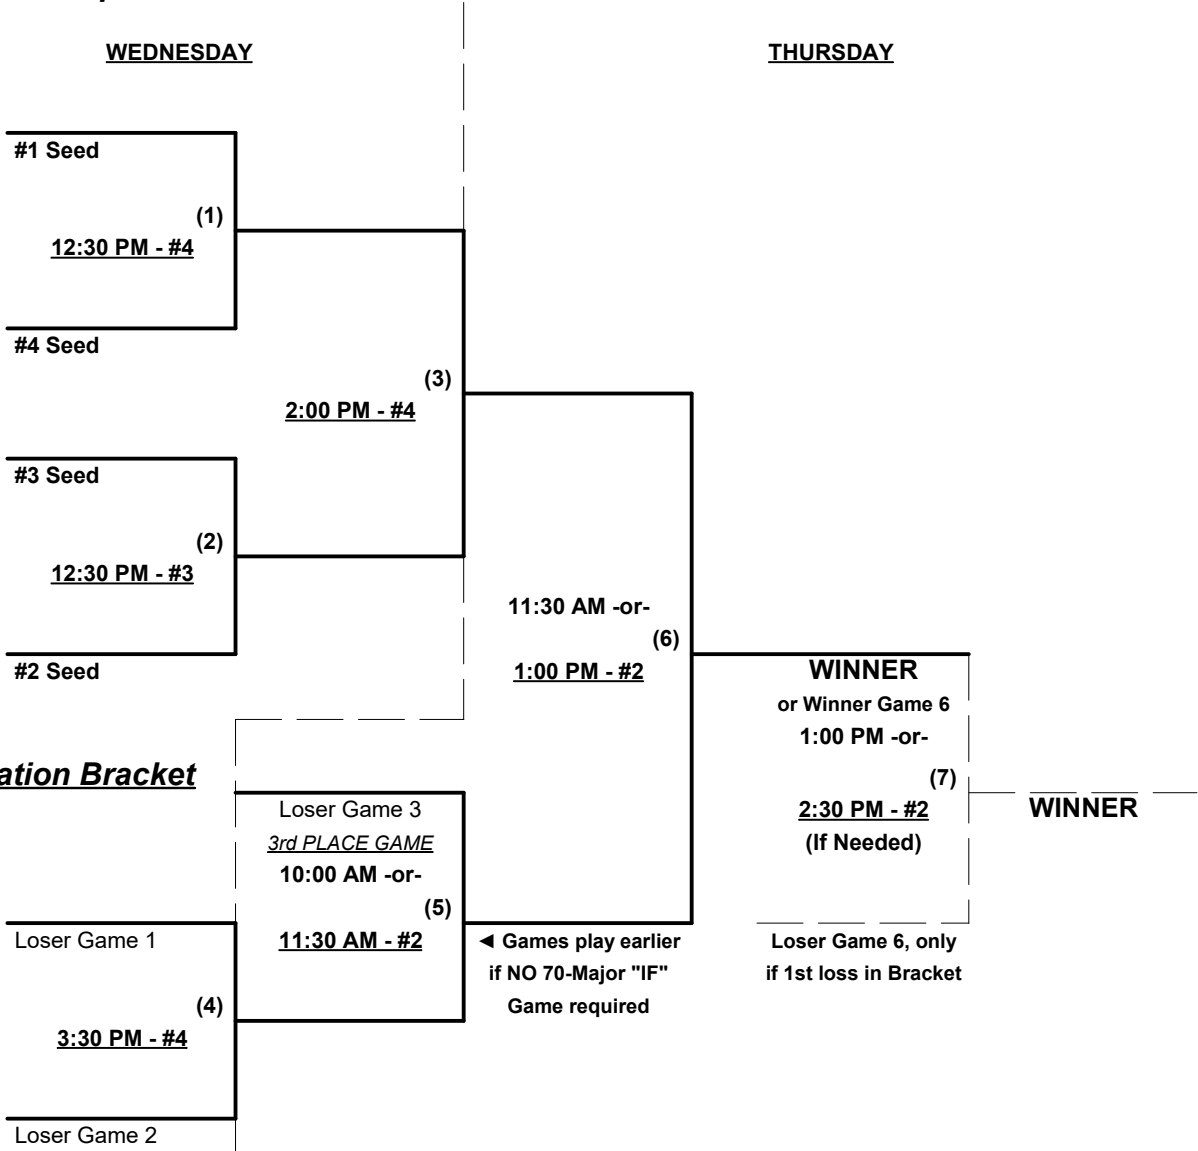 WEDNESDAY
THURSDAY
#1 Seed
(1)
12:30 PM - #4
#4 Seed
(3)
2:00 PM - #4
#3 Seed
(2)
12:30 PM - #3
#2 Seed
11:30 AM -or-
(6)
1:00 PM - #2
WINNER
or Winner Game 6
1:00 PM -or-
(7)
2:30 PM - #2
(If Needed)
WINNER
ation Bracket
Loser Game 3
3rd PLACE GAME
10:00 AM -or-
(5)
11:30 AM - #2
Loser Game 1
(4)
3:30 PM - #4
Loser Game 2
◄ Games play earlier
if NO 70-Major "IF"
Game required
Loser Game 6, only
if 1st loss in Bracket